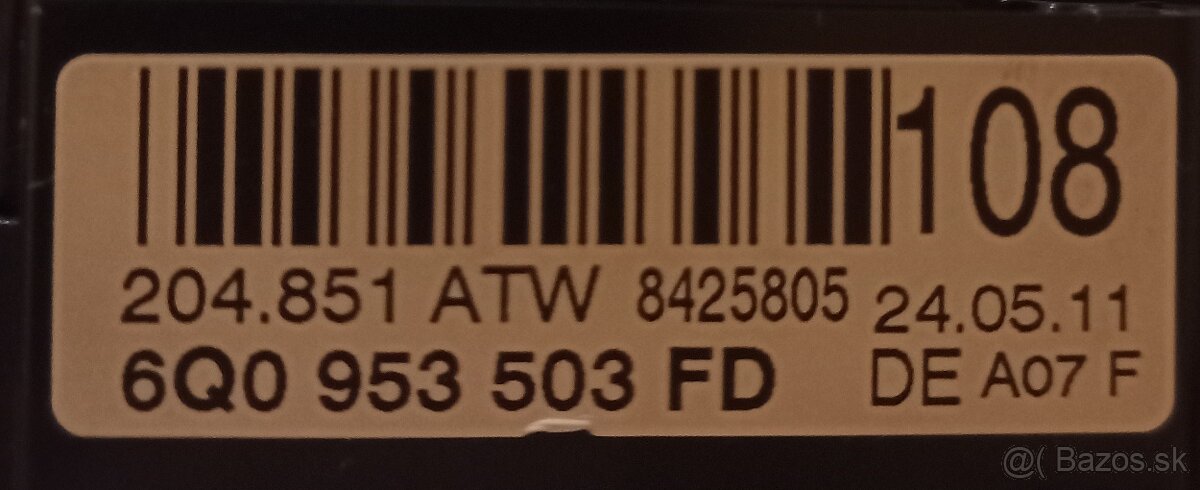 108
204.851 ATW 8425805 24.05.11
6Q0 953 503 FD DE A07 F
@( Bazos.sk